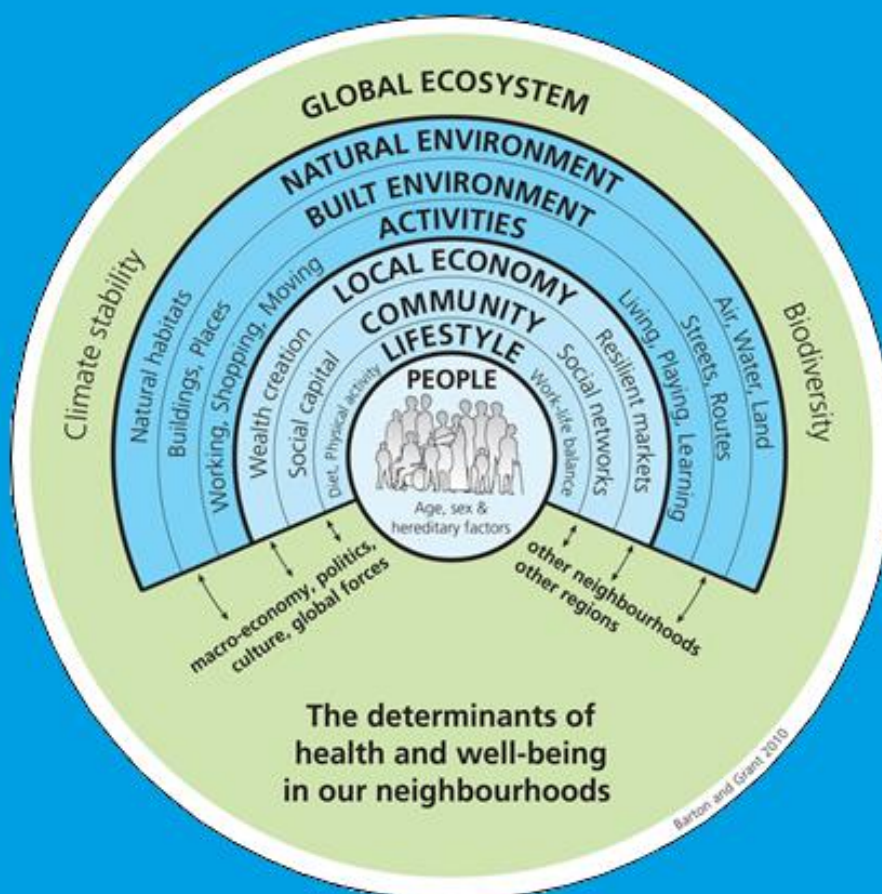 GLOBAL ECOSYSTEM
NATURAL ENVIRONMENT
BUILT ENVIRONMENT
ACTIVITIES
LOCAL ECONOMY
COMMUNITY
LIFESTYLE
PEOPLE
Age, sex &
hereditary factors
Climate stability
Natural habitats
Buildings, Places
Working, Shopping, Moving
Wealth creation
Social capital
Diet, Physical activity
Work-life balance
Social networks
Resilient markets
Living, Playing, Learning
Streets, Routes
Air, Water, Land
Biodiversity
macro-economy, politics,
culture, global forces
other neighbourhoods
other regions
The determinants of
health and well-being
in our neighbourhoods
Barton and Grant 2010